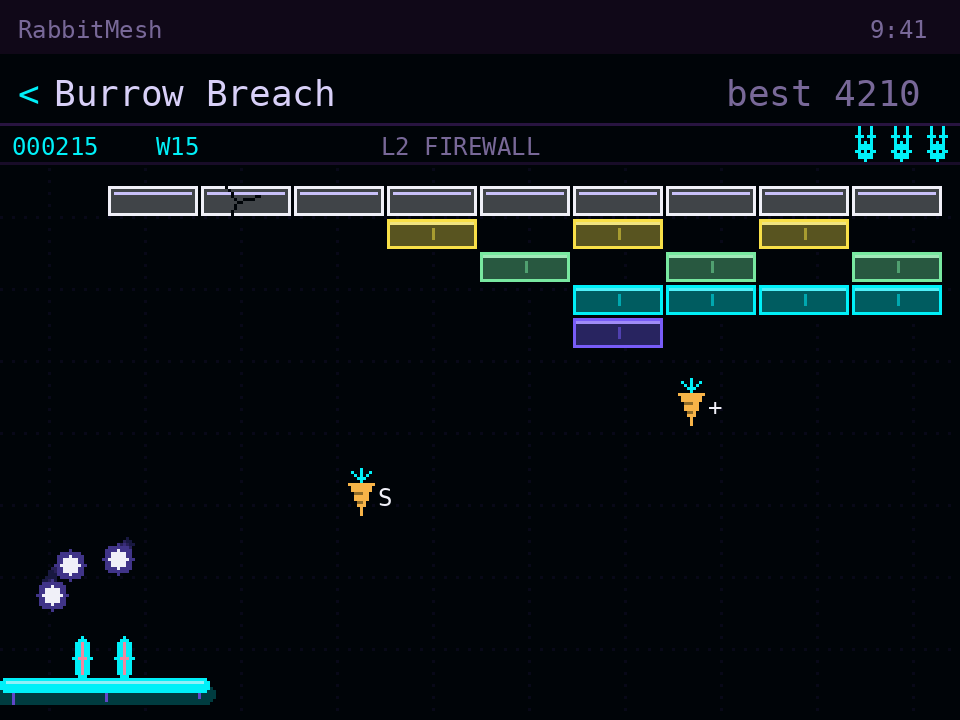 RabbitMesh 9:41
< Burrow Breach best 4210
000215 W15 L2 FIREWALL
+
S